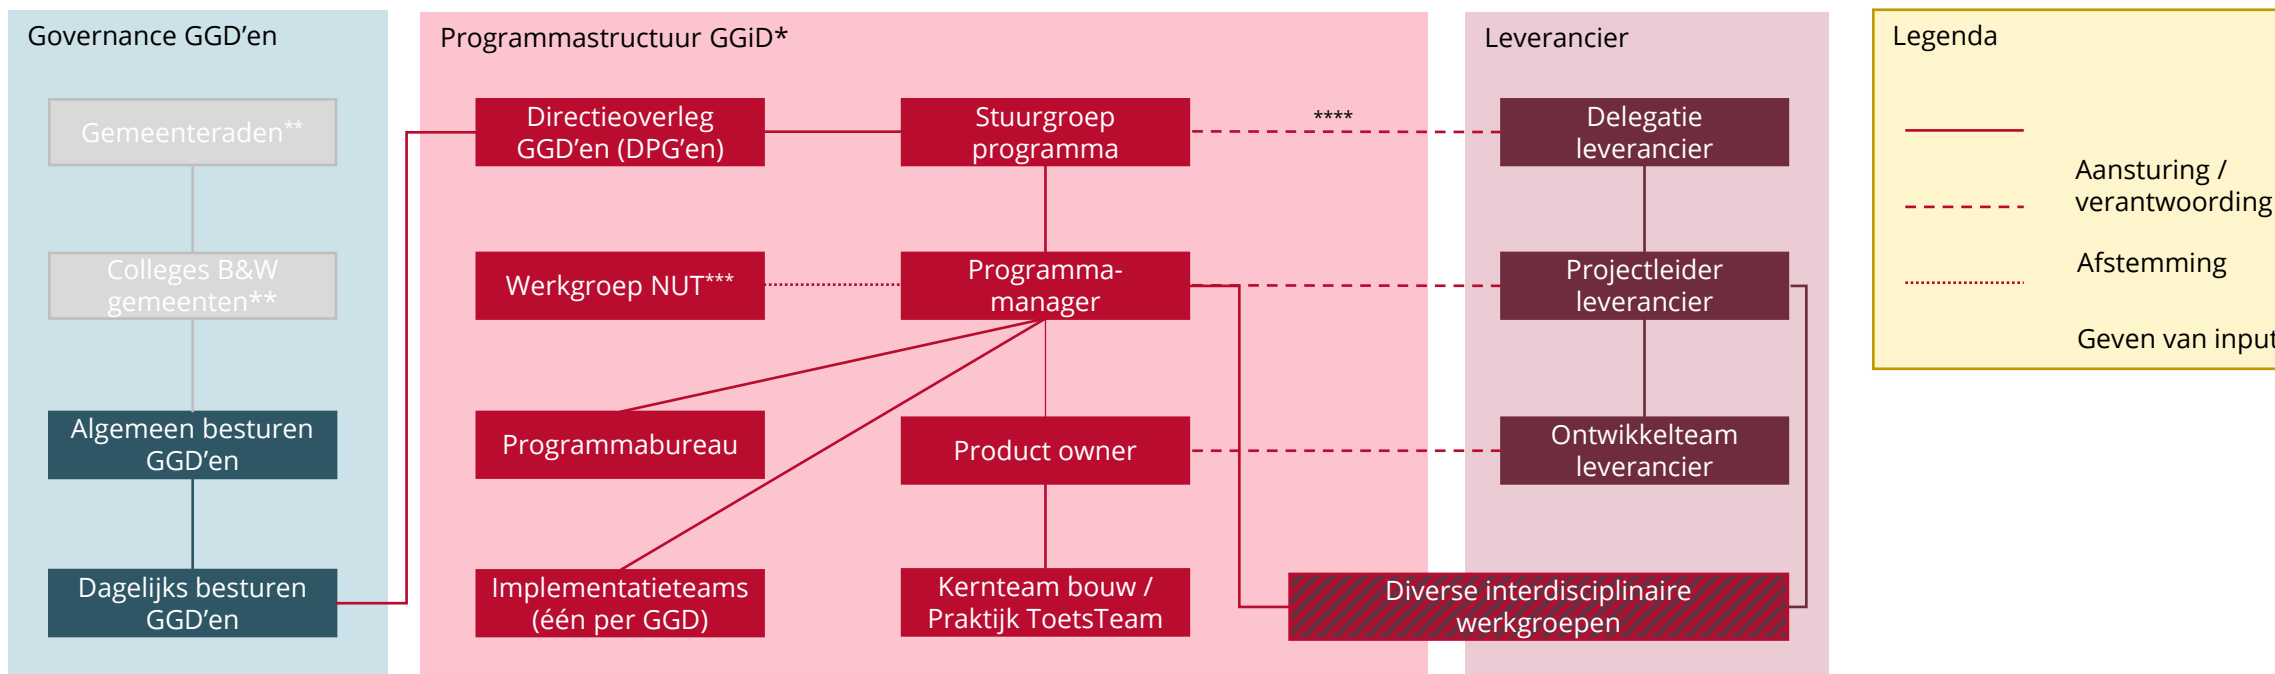 Governance GGD’en
Gemeenteraden**
Colleges B&W
gemeenten**
Algemeen besturen
GGD’en
Dagelijks besturen
GGD’en
Programmastructuur GGiD*
Directieoverleg
GGD’en (DPG’en)
Stuurgroep
programma
****
Werkgroep NUT***
Programma-
manager
Programmabureau
Product owner
Implementatieteams
(één per GGD)
Kernteam bouw /
Praktijk ToetsTeam
Leverancier
Delegatie
leverancier
Projectleider
leverancier
Ontwikkelteam
leverancier
Diverse interdisciplinaire
werkgroepen
Legenda
Aansturing /
verantwoording
Afstemming
Geven van input